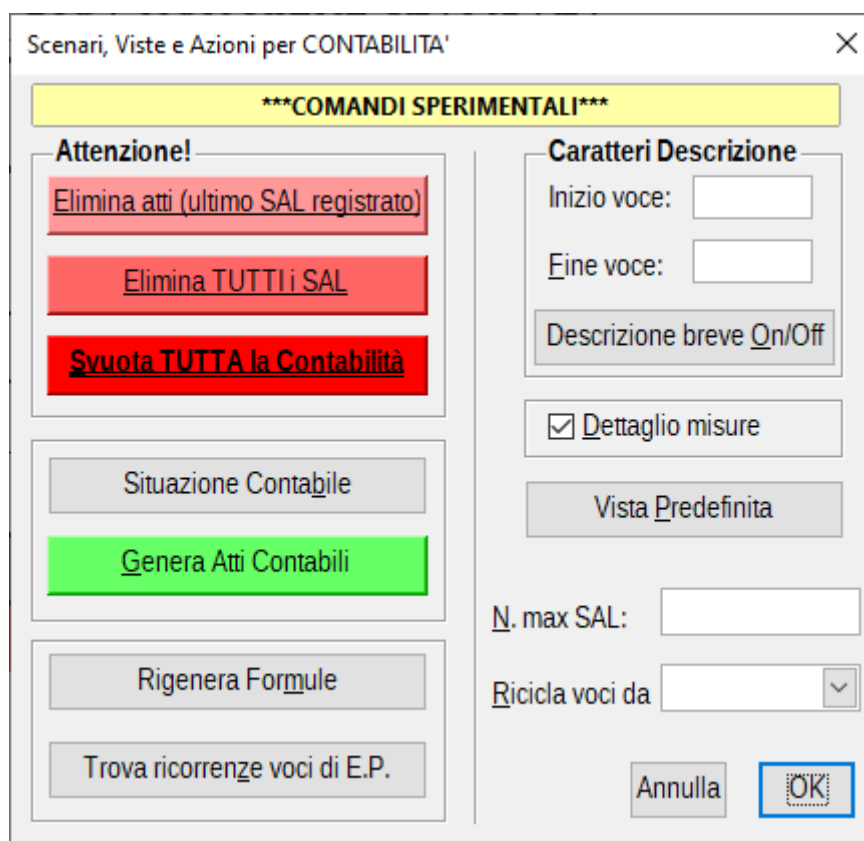 Scenari, Viste e Azioni per CONTABILITA'
***COMANDI SPERIMENTALI***
Attenzione!
Elimina atti (ultimo SAL registrato)
Elimina TUTTI i SAL
Svuota TUTTA la Contabilità
Situazione Contabile
Genera Atti Contabili
Rigenera Formule
Trova ricorrenze voci di E.P.
Caratteri Descrizione
Inizio voce:
Fine voce:
Descrizione breve On/Off
Dettaglio misure
Vista Predefinita
N. max SAL:
Ricicla voci da
Annulla
OK